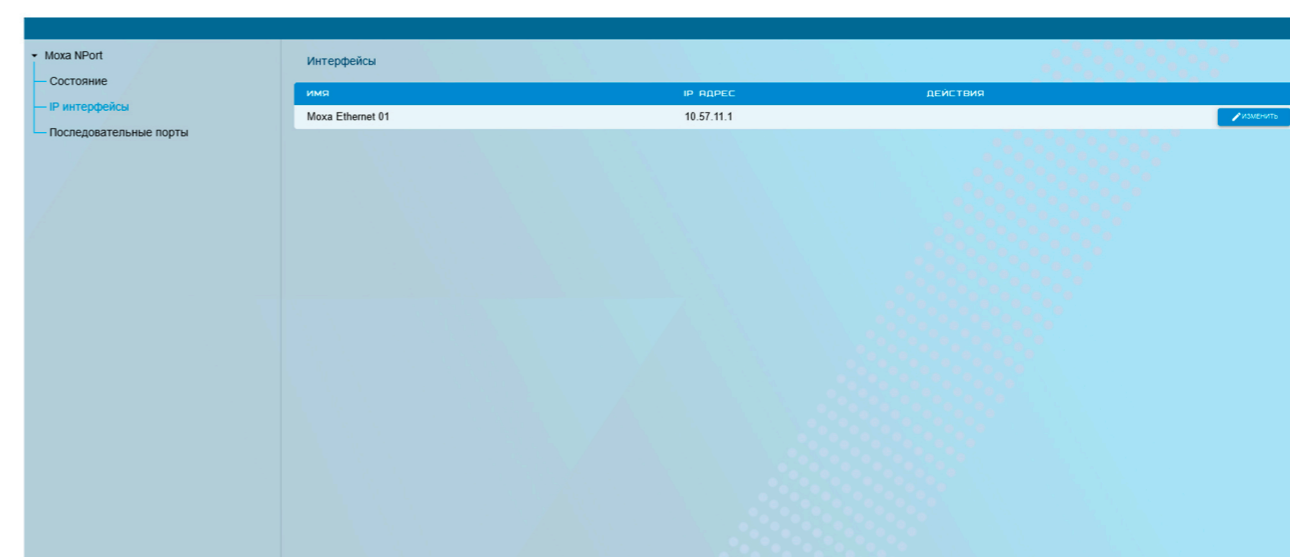 Moxa NPort
Состояние
IP интерфейсы
Последовательные порты
Интерфейсы
ИМЯ IP АДРЕС ДЕЙСТВИЯ
Moxa Ethernet 01 10.57.11.1 ИЗМЕНИТЬ